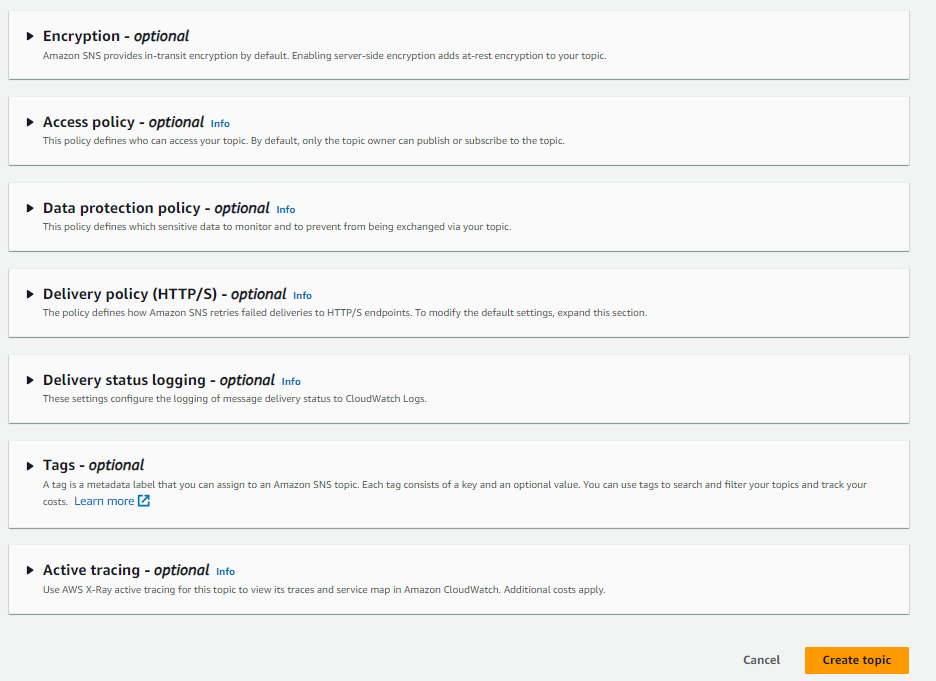 Encryption - optional
Amazon SNS provides in-transit encryption by default. Enabling server-side encryption adds at-rest encryption to your topic.
Access policy - optional Info
This policy defines who can access your topic. By default, only the topic owner can publish or subscribe to the topic.
Data protection policy - optional Info
This policy defines which sensitive data to monitor and to prevent from being exchanged via your topic.
Delivery policy (HTTP/S) - optional Info
The policy defines how Amazon SNS retries failed deliveries to HTTP/S endpoints. To modify the default settings, expand this section.
Delivery status logging - optional Info
These settings configure the logging of message delivery status to CloudWatch Logs.
Tags - optional
A tag is a metadata label that you can assign to an Amazon SNS topic. Each tag consists of a key and an optional value. You can use tags to search and filter your topics and track your
costs. Learn more
Active tracing - optional Info
Use AWS X-Ray active tracing for this topic to view its traces and service map in Amazon CloudWatch. Additional costs apply.
Cancel Create topic